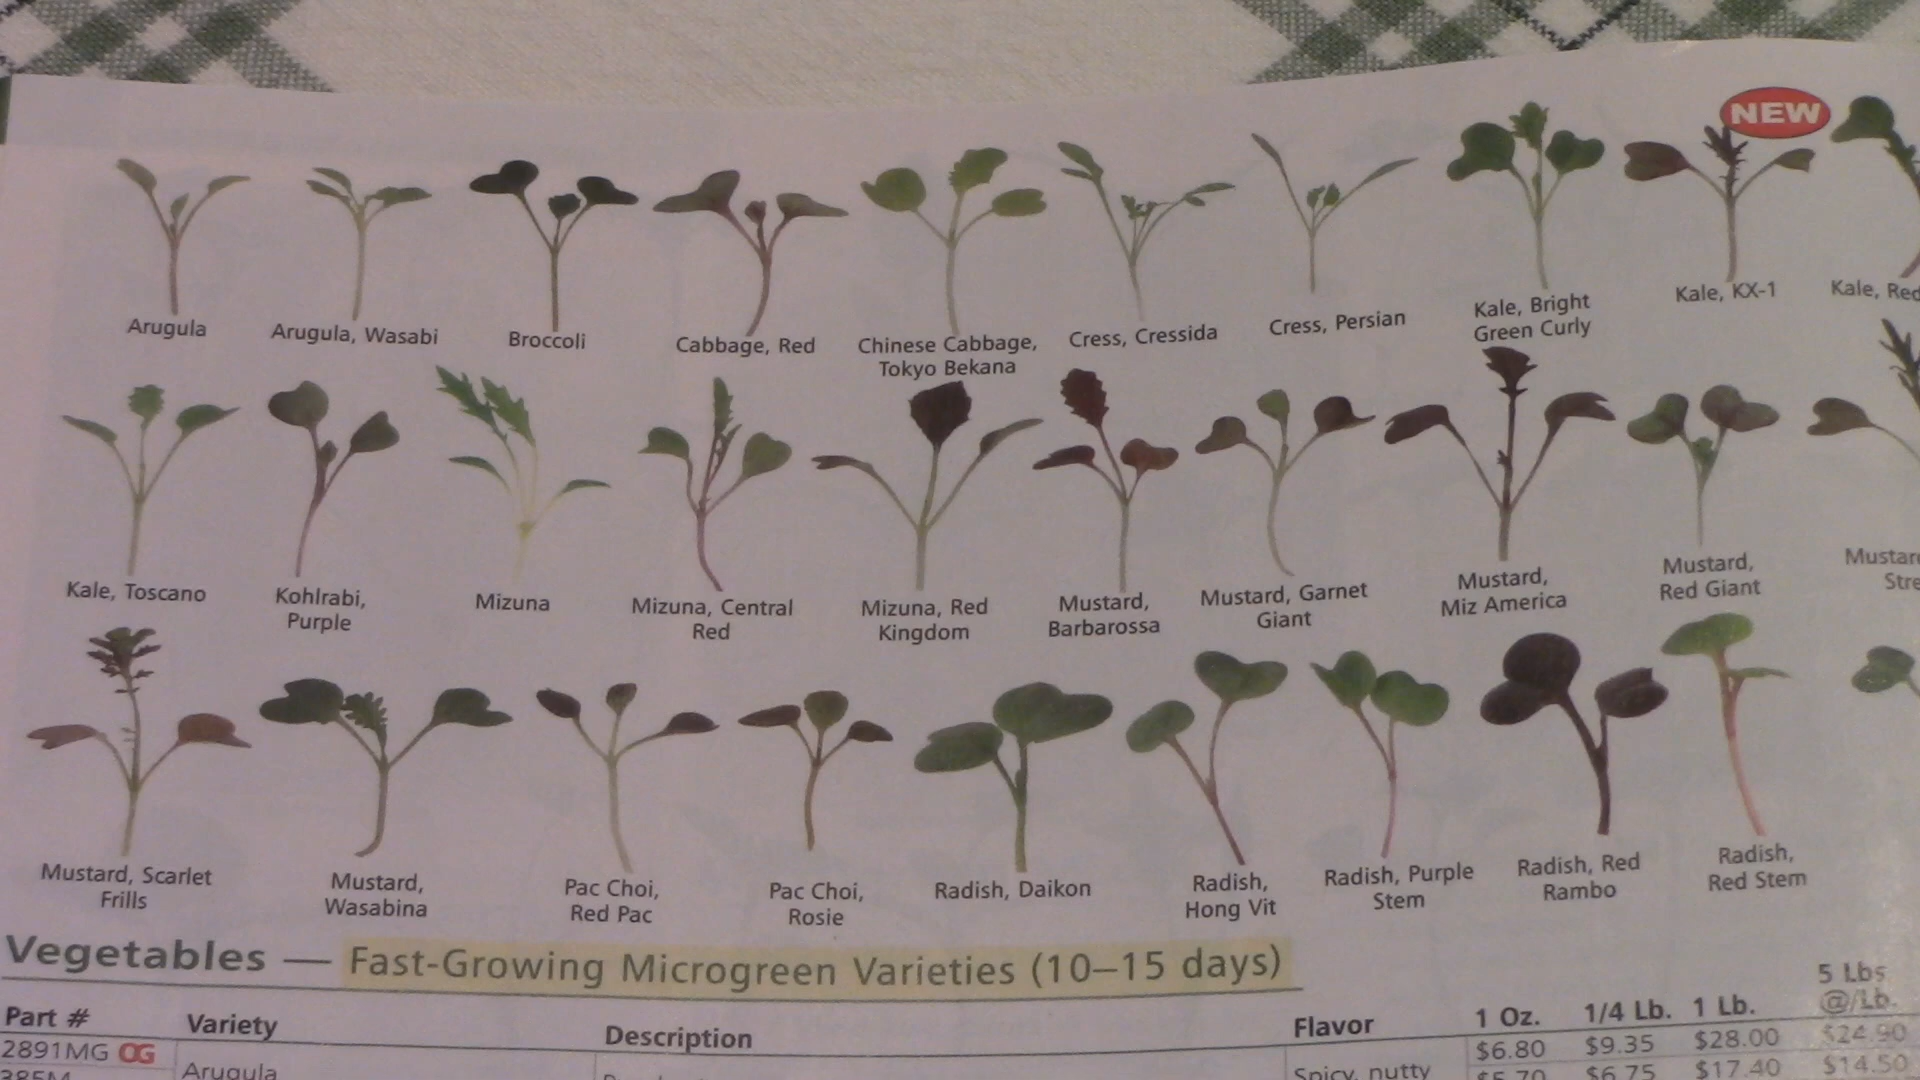 NEW
Arugula
Arugula, Wasabi
Broccoli
Cabbage, Red
Chinese Cabbage,
Tokyo Bekana
Cress, Cressida
Cress, Persian
Kale, Bright
Green Curly
Kale, KX-1
Kale, Red
Kale, Toscano
Kohlrabi,
Purple
Mizuna
Mizuna, Central
Red
Mizuna, Red
Kingdom
Mustard,
Barbarossa
Mustard, Garnet
Giant
Mustard,
Miz America
Mustard,
Red Giant
Mustard, Scarlet
Frills
Mustard,
Wasabina
Pac Choi,
Red Pac
Pac Choi,
Rosie
Radish, Daikon
Radish,
Hong Vit
Radish, Purple
Stem
Radish, Red
Rambo
Radish,
Red Stem
Vegetables — Fast-Growing Microgreen Varieties (10–15 days)
Part # Variety Description Flavor 1 Oz. 1/4 Lb. 1 Lb. 5 Lbs @/Lb.
2891MG OG Arugula Spicy, nutty $6.80 $9.35 $28.00 $24.90
385M $5.70 $6.75 $17.40 $14.50